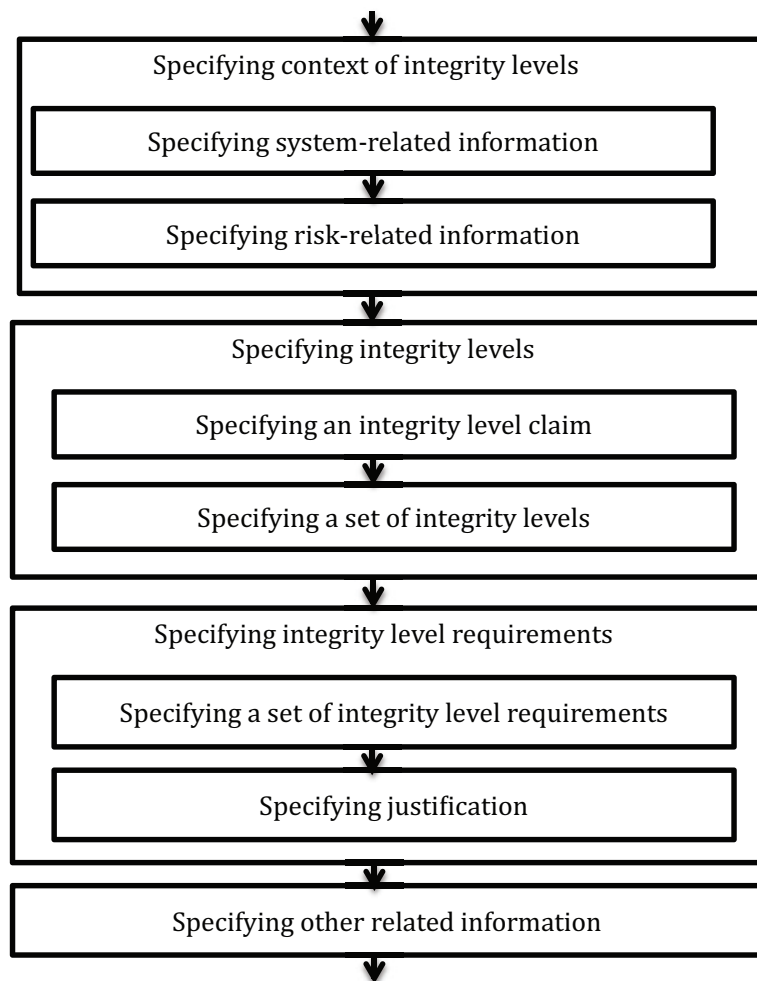 Specifying context of integrity levels
Specifying system-related information
Specifying risk-related information
Specifying integrity levels
Specifying an integrity level claim
Specifying a set of integrity levels
Specifying integrity level requirements
Specifying a set of integrity level requirements
Specifying justification
Specifying other related information